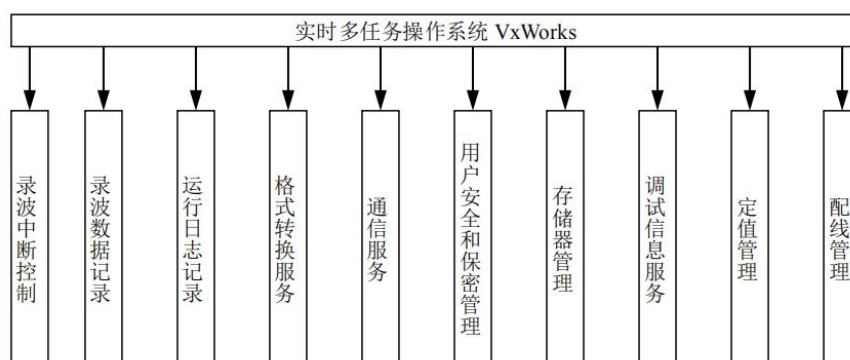 实时多任务操作系统 VxWorks
录波中断控制
录波数据记录
运行日志记录
格式转换服务
通信服务
用户安全和保密管理
存储器管理
调试信息服务
定值管理
配线管理